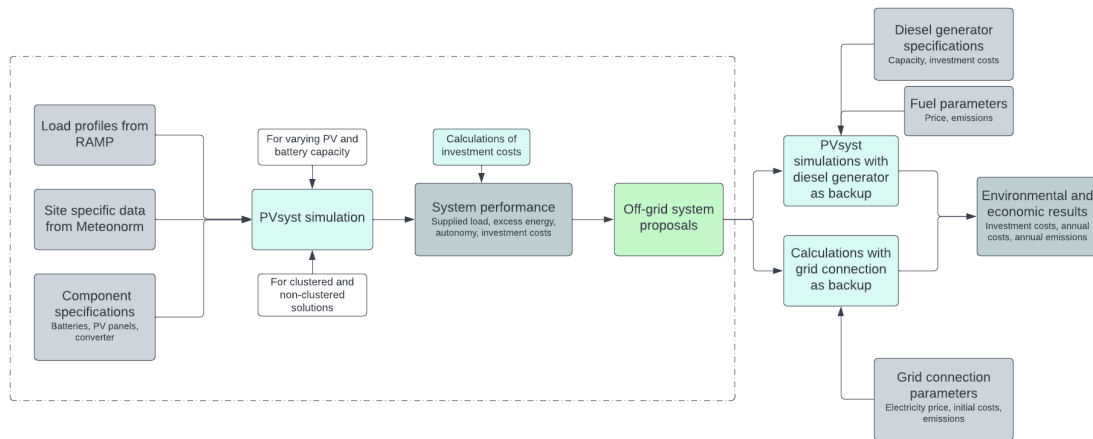 Load profiles from
RAMP
Site specific data
from Meteonorm
Component
specifications
Batteries, PV panels,
converter
For varying PV and
battery capacity
PVsyst simulation
For clustered and
non-clustered
solutions
Calculations of
investment costs
System performance
Supplied load, excess energy,
autonomy, investment costs
Off-grid system
proposals
Diesel generator
specifications
Capacity, investment costs
Fuel parameters
Price, emissions
PVsyst
simulations with
diesel generator
as backup
Calculations with
grid connection
as backup
Grid connection
parameters
Electricity price, initial costs,
emissions
Environmental and
economic results
Investment costs, annual
costs, annual emissions